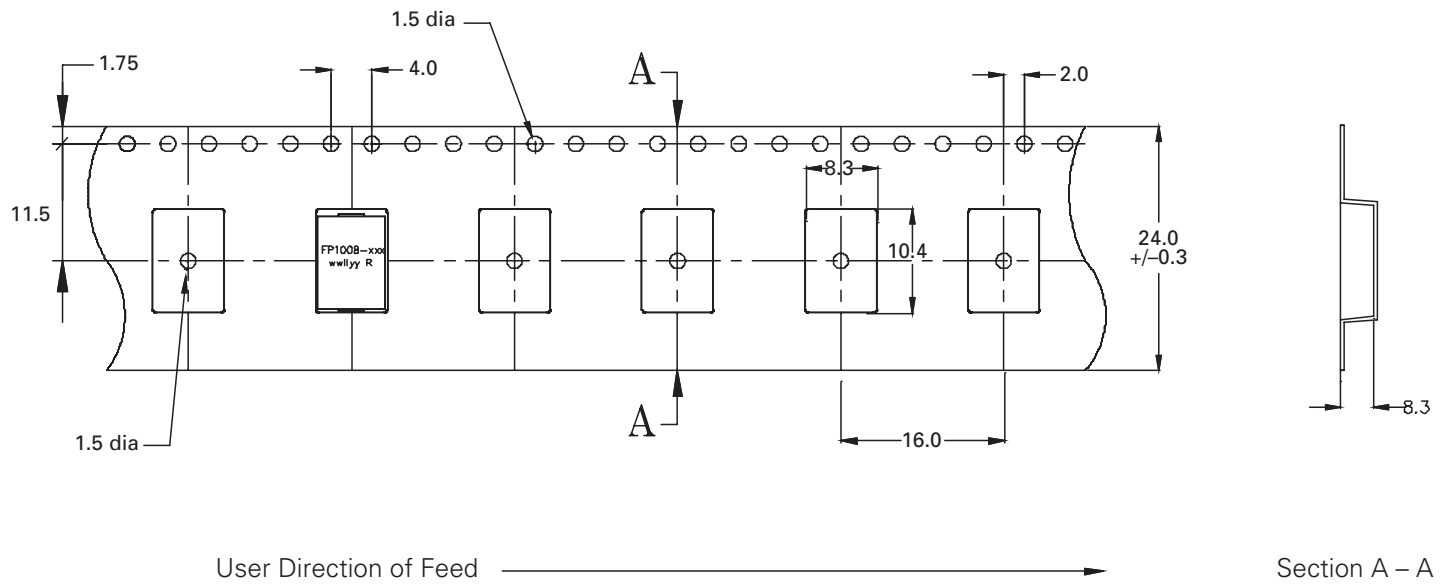 1.5 dia
1.75
4.0
A
2.0
8.3
11.5
FP1008-xxx
wwllyy R
10.4
24.0
+/-0.3
8.3
1.5 dia
A
16.0
User Direction of Feed
Section A – A